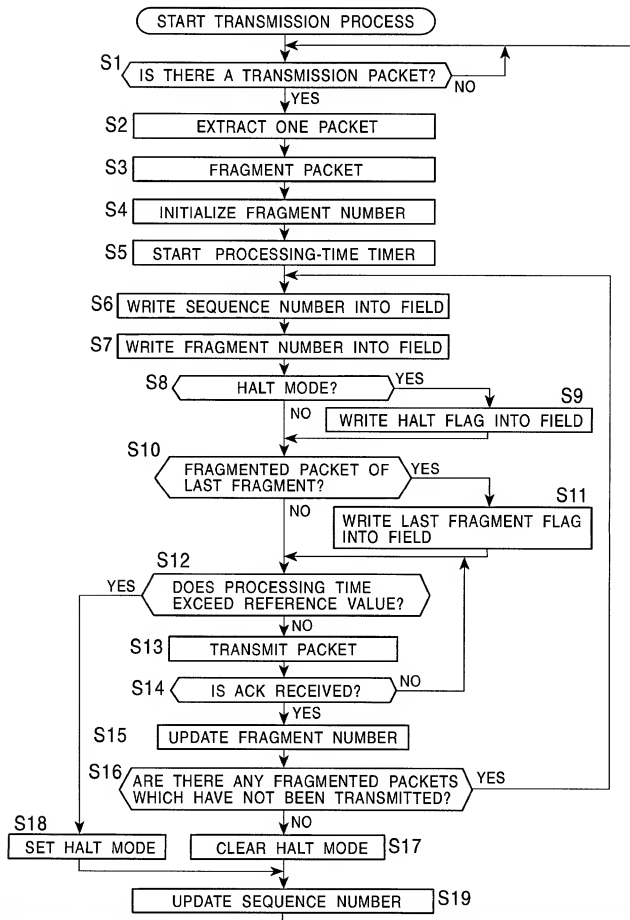 START TRANSMISSION PROCESS
S1
IS THERE A TRANSMISSION PACKET?
NO
YES
S2
EXTRACT ONE PACKET
S3
FRAGMENT PACKET
S4
INITIALIZE FRAGMENT NUMBER
S5
START PROCESSING-TIME TIMER
S6
WRITE SEQUENCE NUMBER INTO FIELD
S7
WRITE FRAGMENT NUMBER INTO FIELD
S8
HALT MODE?
YES
NO
S9
WRITE HALT FLAG INTO FIELD
S10
FRAGMENTED PACKET OF
LAST FRAGMENT?
YES
NO
S11
WRITE LAST FRAGMENT FLAG
INTO FIELD
S12
YES
DOES PROCESSING TIME
EXCEED REFERENCE VALUE?
NO
S13
TRANSMIT PACKET
S14
IS ACK RECEIVED?
NO
YES
S15
UPDATE FRAGMENT NUMBER
S16
ARE THERE ANY FRAGMENTED PACKETS
WHICH HAVE NOT BEEN TRANSMITTED?
YES
NO
S18
SET HALT MODE
CLEAR HALT MODE
S17
UPDATE SEQUENCE NUMBER
S19